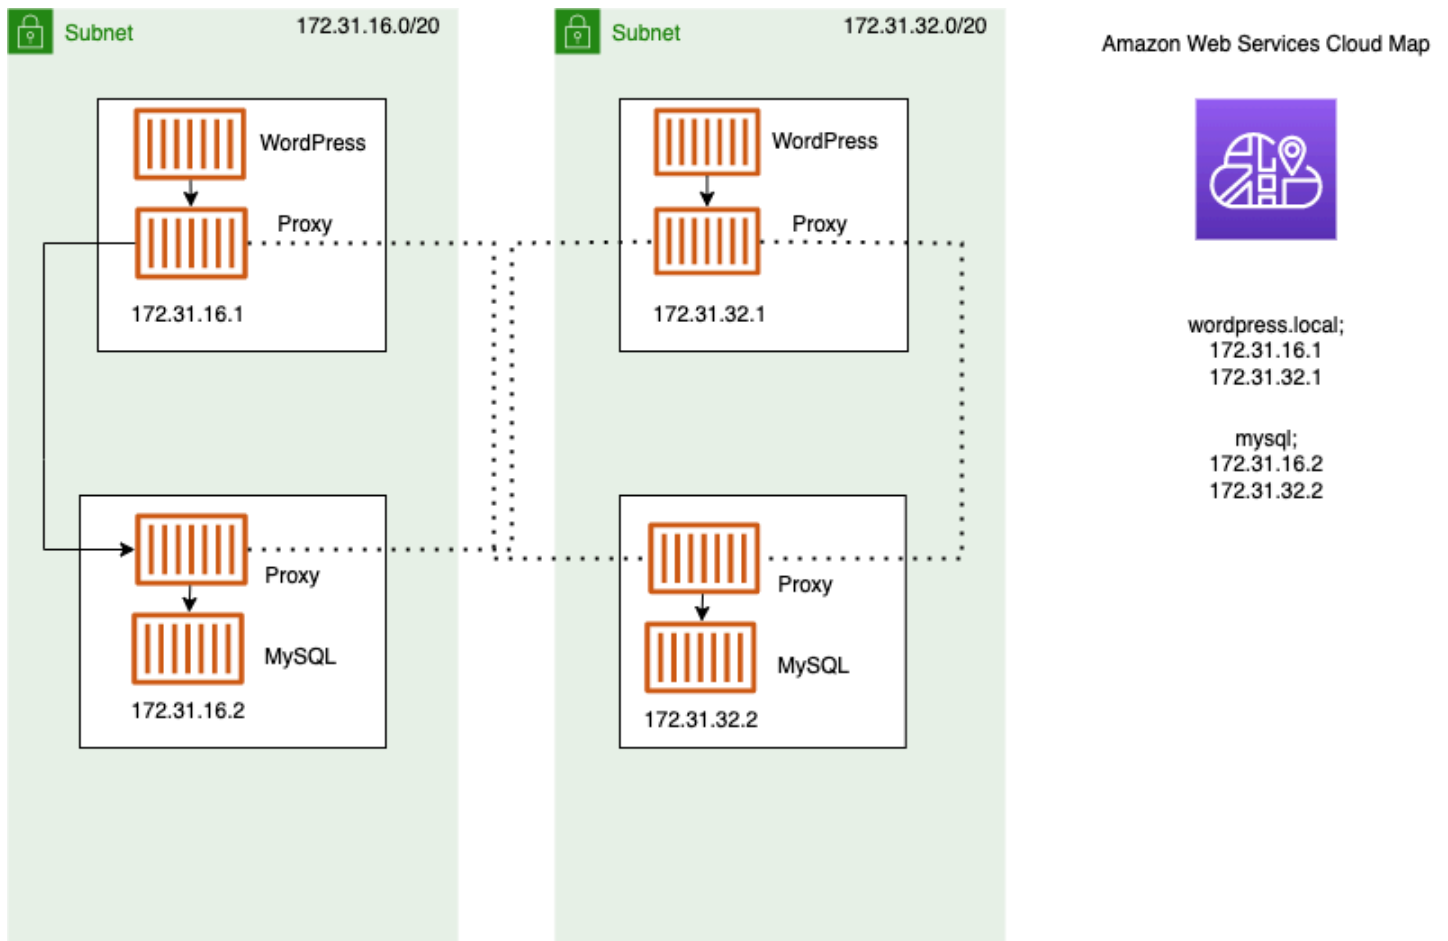 Subnet
172.31.16.0/20
WordPress
Proxy
172.31.16.1
Proxy
MySQL
172.31.16.2
Subnet
172.31.32.0/20
WordPress
Proxy
172.31.32.1
Proxy
MySQL
172.31.32.2
Amazon Web Services Cloud Map
wordpress.local;
172.31.16.1
172.31.32.1
mysql;
172.31.16.2
172.31.32.2